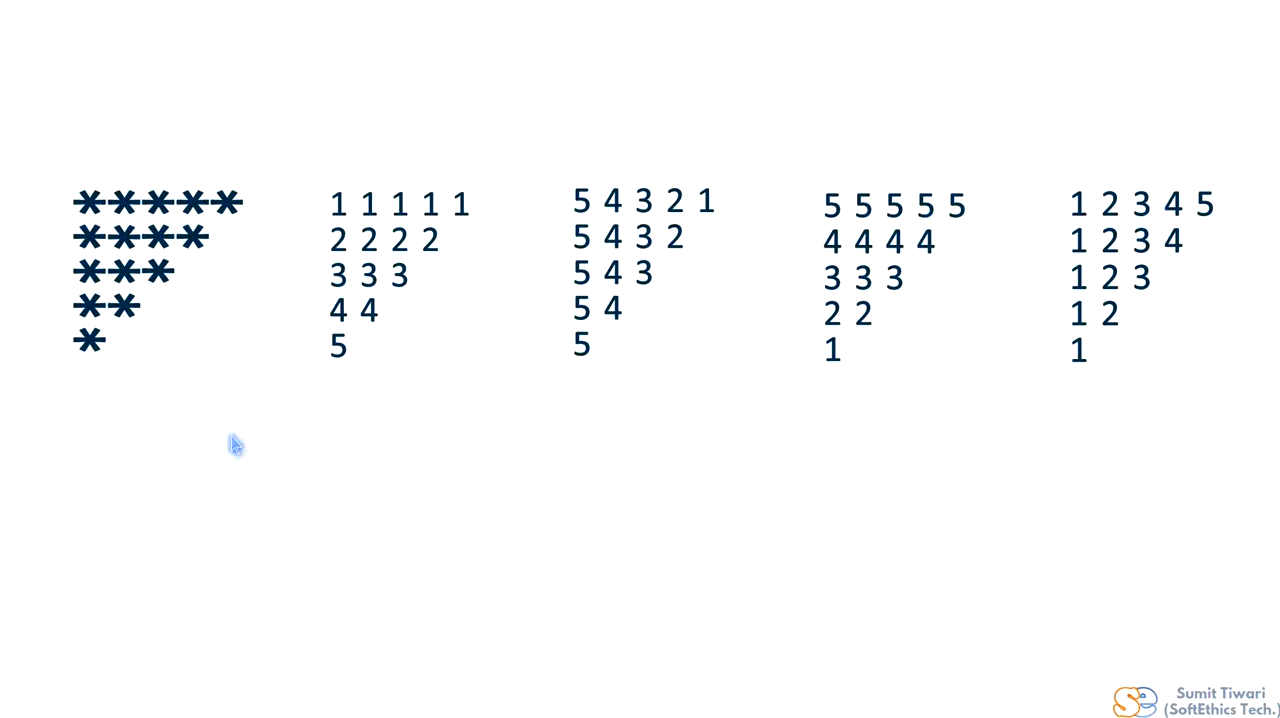 ***** 
****
***
**
*
1 1 1 1 1
2 2 2 2
3 3 3
4 4
5
5 4 3 2 1
5 4 3 2
5 4 3
5 4
5
5 5 5 5 5
4 4 4 4
3 3 3
2 2
1
1 2 3 4 5
1 2 3 4
1 2 3
1 2
1
Sumit Tiwari
(SoftEthics Tech.)